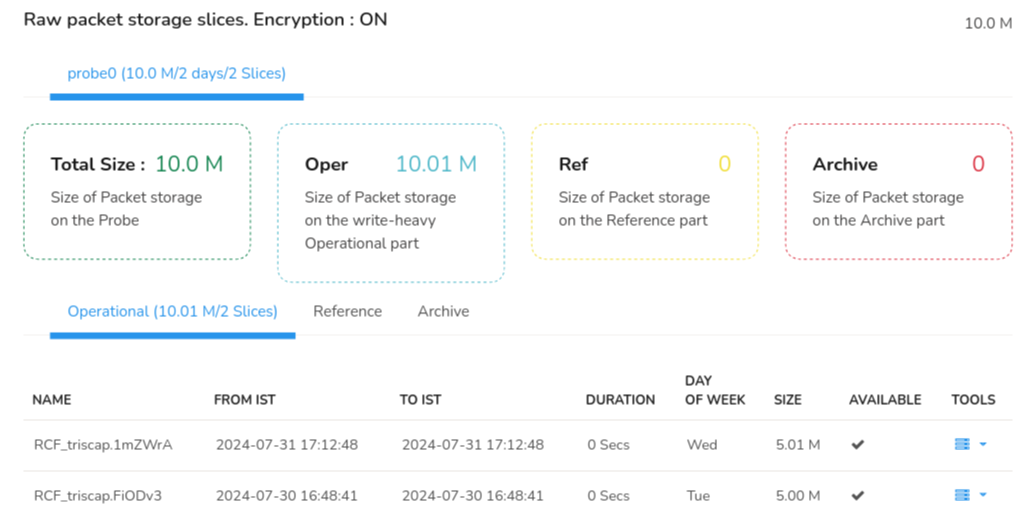 Raw packet storage slices. Encryption : ON
10.0 M
probe0 (10.0 M/2 days/2 Slices)
Total Size : 10.0 M
Size of Packet storage
on the Probe
Oper 10.01 M
Size of Packet storage
on the write-heavy
Operational part
Ref 0
Size of Packet storage
on the Reference part
Archive 0
Size of Packet storage
on the Archive part
Operational (10.01 M/2 Slices) Reference Archive
NAME FROM IST TO IST DURATION DAY OF WEEK SIZE AVAILABLE TOOLS
RCF_triscap.1mZWrA 2024-07-31 17:12:48 2024-07-31 17:12:48 0 Secs Wed 5.01 M
RCF_triscap.FiODv3 2024-07-30 16:48:41 2024-07-30 16:48:41 0 Secs Tue 5.00 M